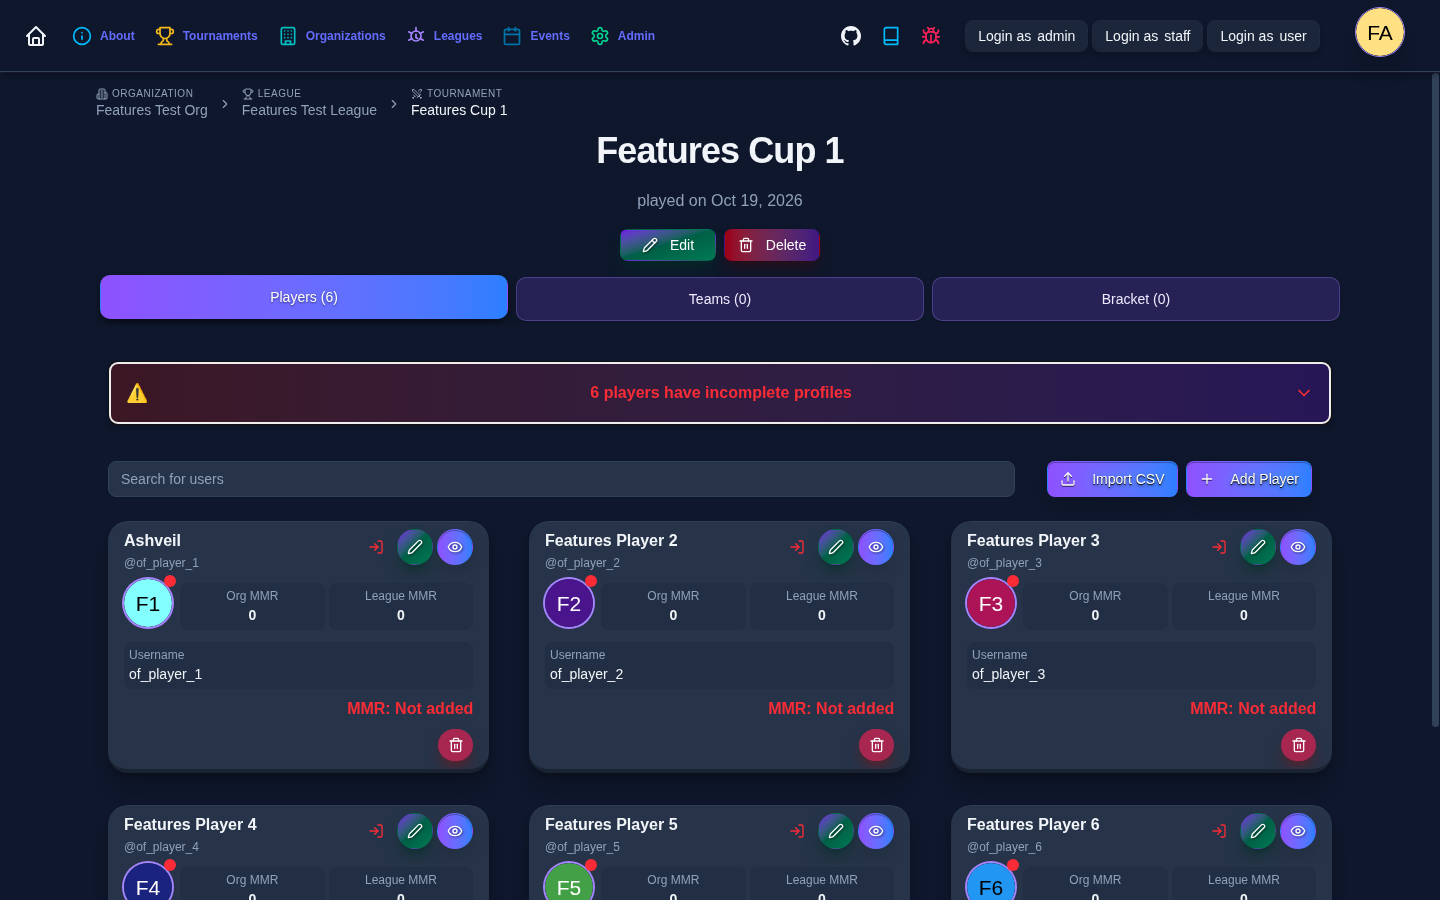 About
Tournaments
Organizations
Leagues
Events
Admin
Login as admin
Login as staff
Login as user
FA
ORGANIZATION
Features Test Org
LEAGUE
Features Test League
TOURNAMENT
Features Cup 1
Features Cup 1
played on Oct 19, 2026
Edit
Delete
Players (6)
Teams (0)
Bracket (0)
6 players have incomplete profiles
Search for users
Import CSV
Add Player
Ashveil
@of_player_1
F1
Org MMR
0
League MMR
0
Username
of_player_1
MMR: Not added
Features Player 2
@of_player_2
F2
Org MMR
0
League MMR
0
Username
of_player_2
MMR: Not added
Features Player 3
@of_player_3
F3
Org MMR
0
League MMR
0
Username
of_player_3
MMR: Not added
Features Player 4
@of_player_4
F4
Org MMR
0
League MMR
0
Features Player 5
@of_player_5
F5
Org MMR
0
League MMR
0
Features Player 6
@of_player_6
F6
Org MMR
0
League MMR
0